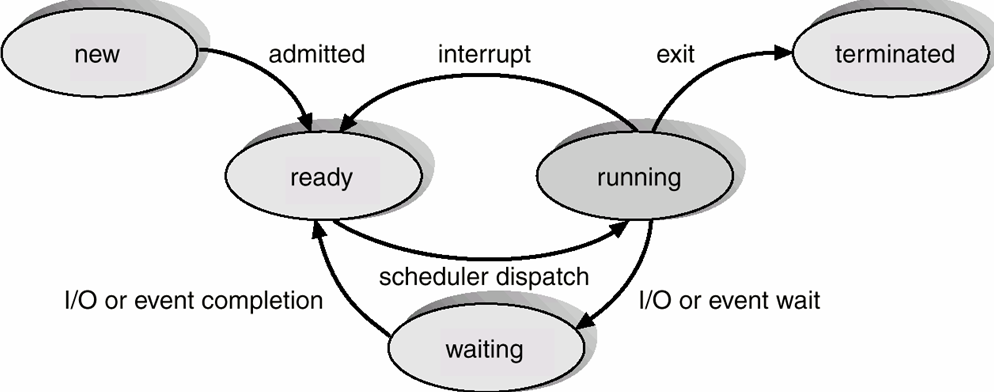 new
admitted
interrupt
exit
terminated
ready
running
scheduler dispatch
I/O or event completion
I/O or event wait
waiting